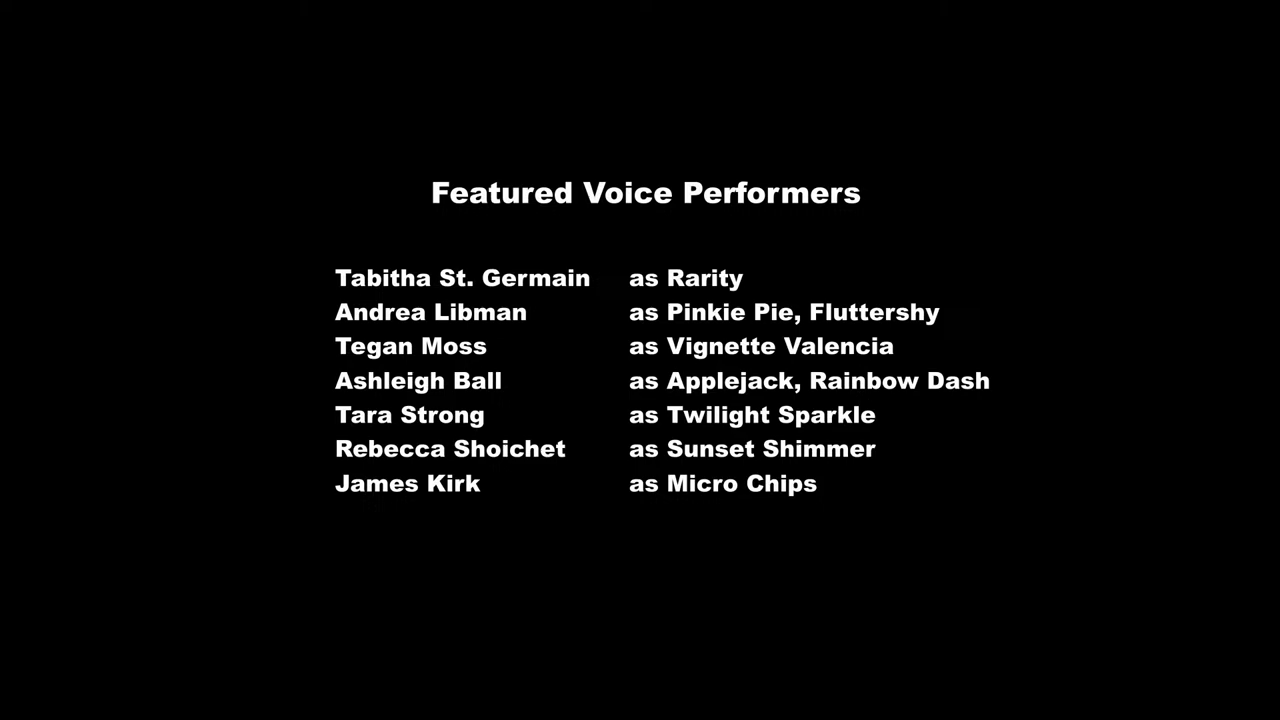 Featured Voice Performers
Tabitha St. Germain as Rarity
Andrea Libman as Pinkie Pie, Fluttershy
Tegan Moss as Vignette Valencia
Ashleigh Ball as Applejack, Rainbow Dash
Tara Strong as Twilight Sparkle
Rebecca Shoichet as Sunset Shimmer
James Kirk as Micro Chips